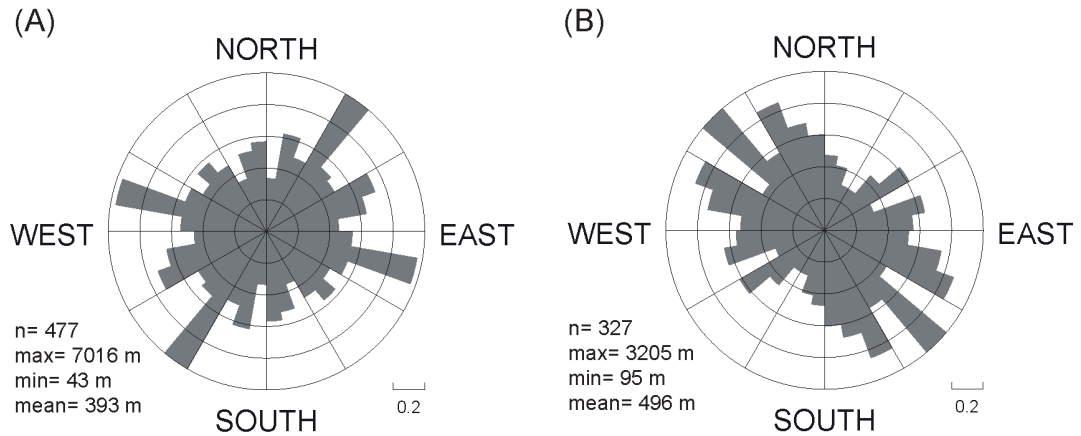 (A)
NORTH
WEST
EAST
n= 477
max= 7016 m
min= 43 m
mean= 393 m
0.2
SOUTH
(B)
NORTH
WEST
EAST
n= 327
max= 3205 m
min= 95 m
mean= 496 m
0.2
SOUTH